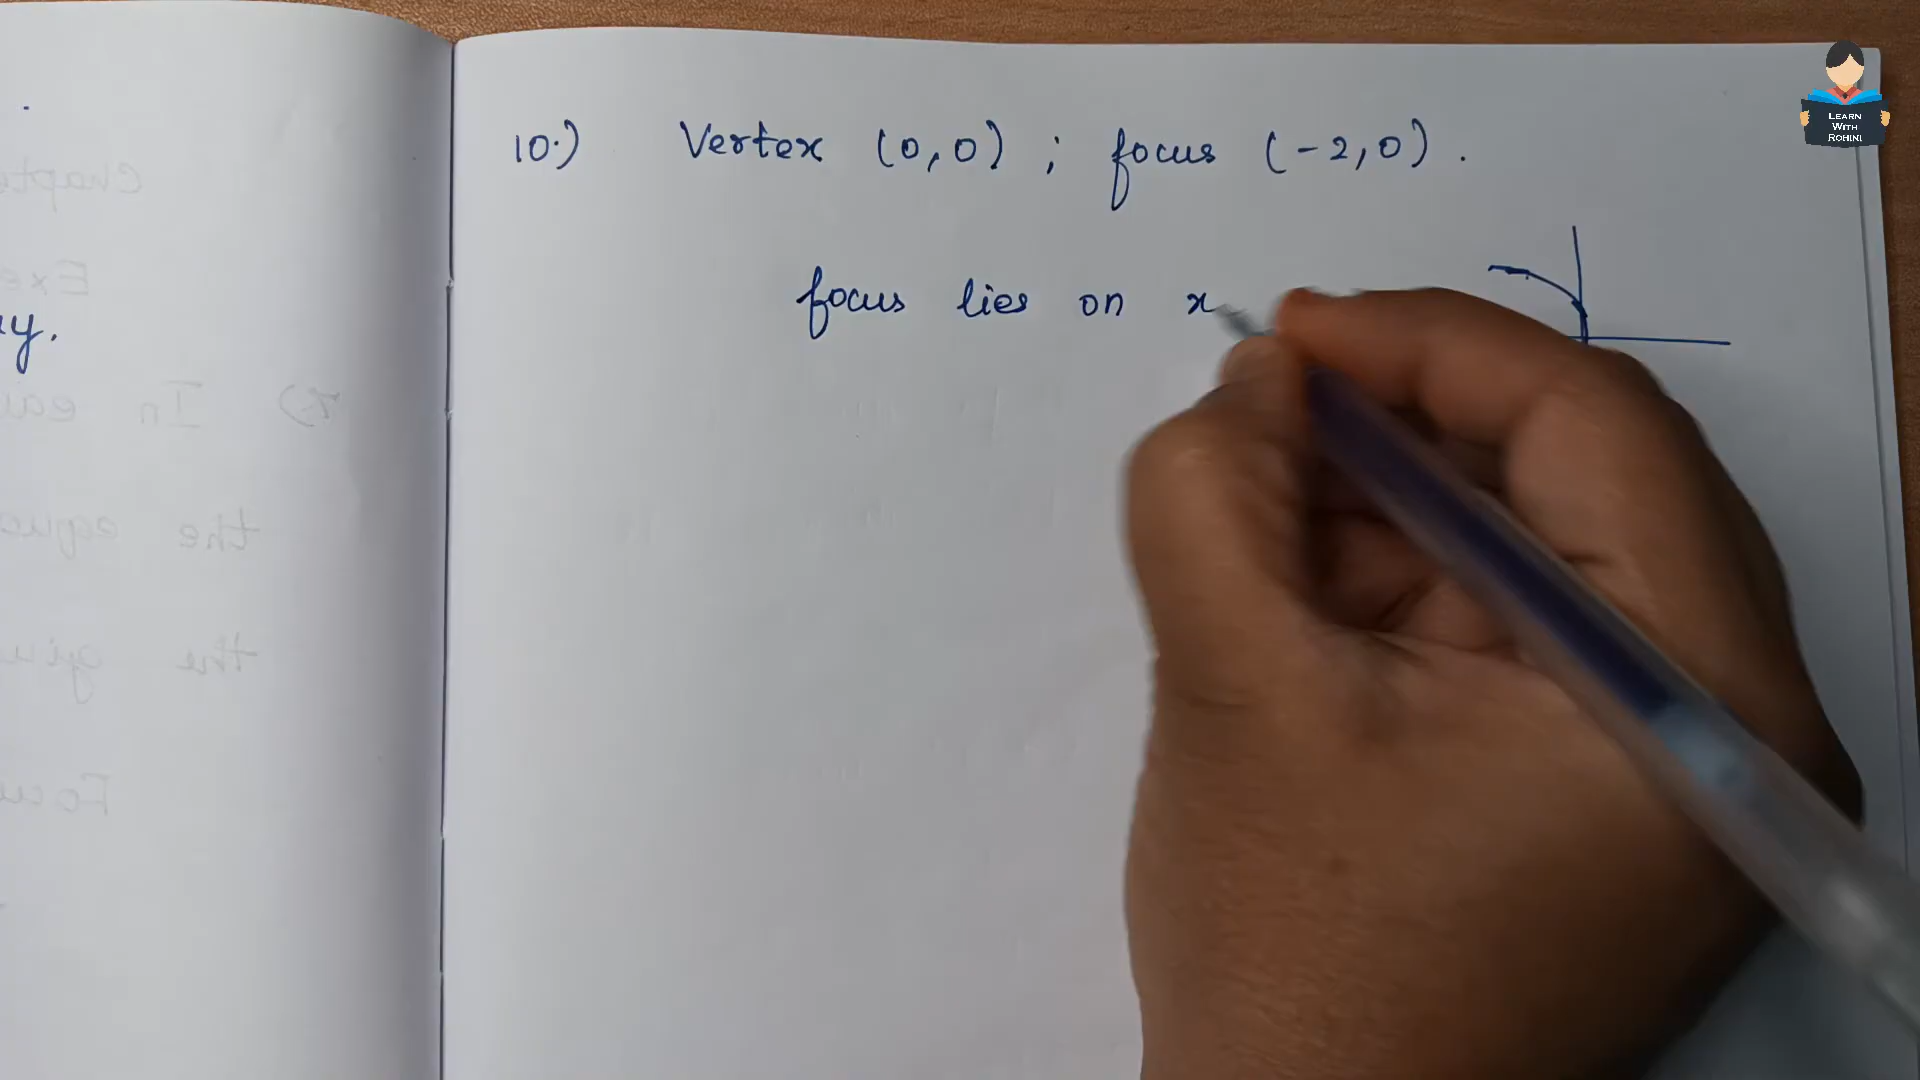 10.) Vertex (0,0) ; focus (-2,0).
focus lies on x
y.
LEARN
WITH
ROHINI